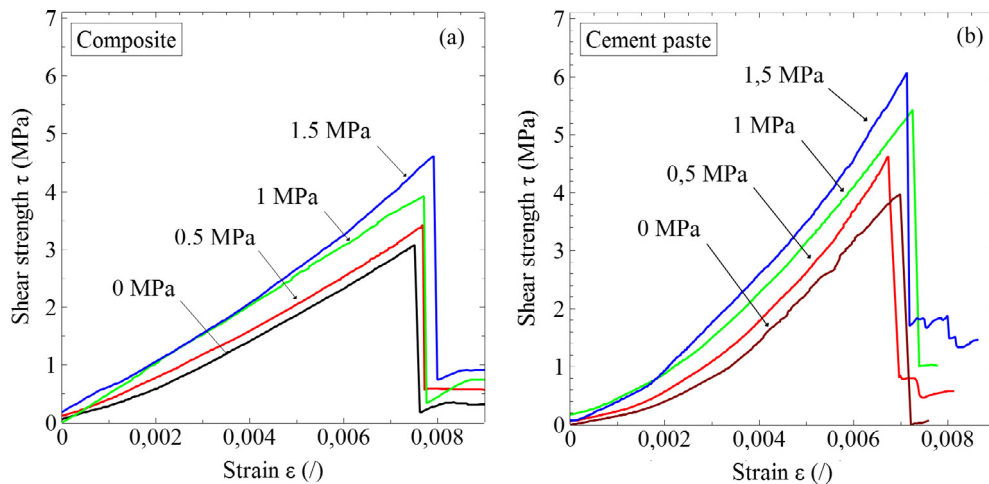 Composite
(a)
Shear strength τ (MPa)
7
6
5
4
3
2
1
0
1.5 MPa
1 MPa
0.5 MPa
0 MPa
0
0,002
0,004
0,006
0,008
Strain ε (/)
Cement paste
(b)
Shear strength τ (MPa)
6
5
4
3
2
1
0
1,5 MPa
1 MPa
0,5 MPa
0 MPa
0
0,002
0,004
0,006
0,008
Strain ε (/)